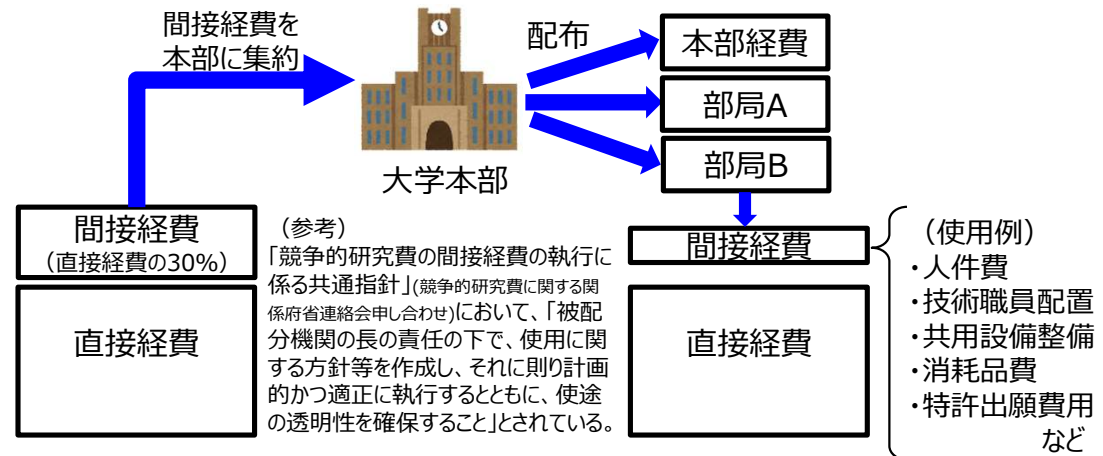 間接経費を
本部に集約
配布
本部経費
部局A
部局B
大学本部
間接経費
（直接経費の30%）
直接経費
（参考）
「競争的研究費の間接経費の執行に
係る共通指針」(競争的研究費に関する関
係府省連絡会申し合わせ)において、「被配
分機関の長の責任の下で、使用に関
する方針等を作成し、それに則り計画
的かつ適正に執行するとともに、使途
の透明性を確保すること」とされている。
間接経費
直接経費
（使用例）
・人件費
・技術職員配置
・共用設備整備
・消耗品費
・特許出願費用
など